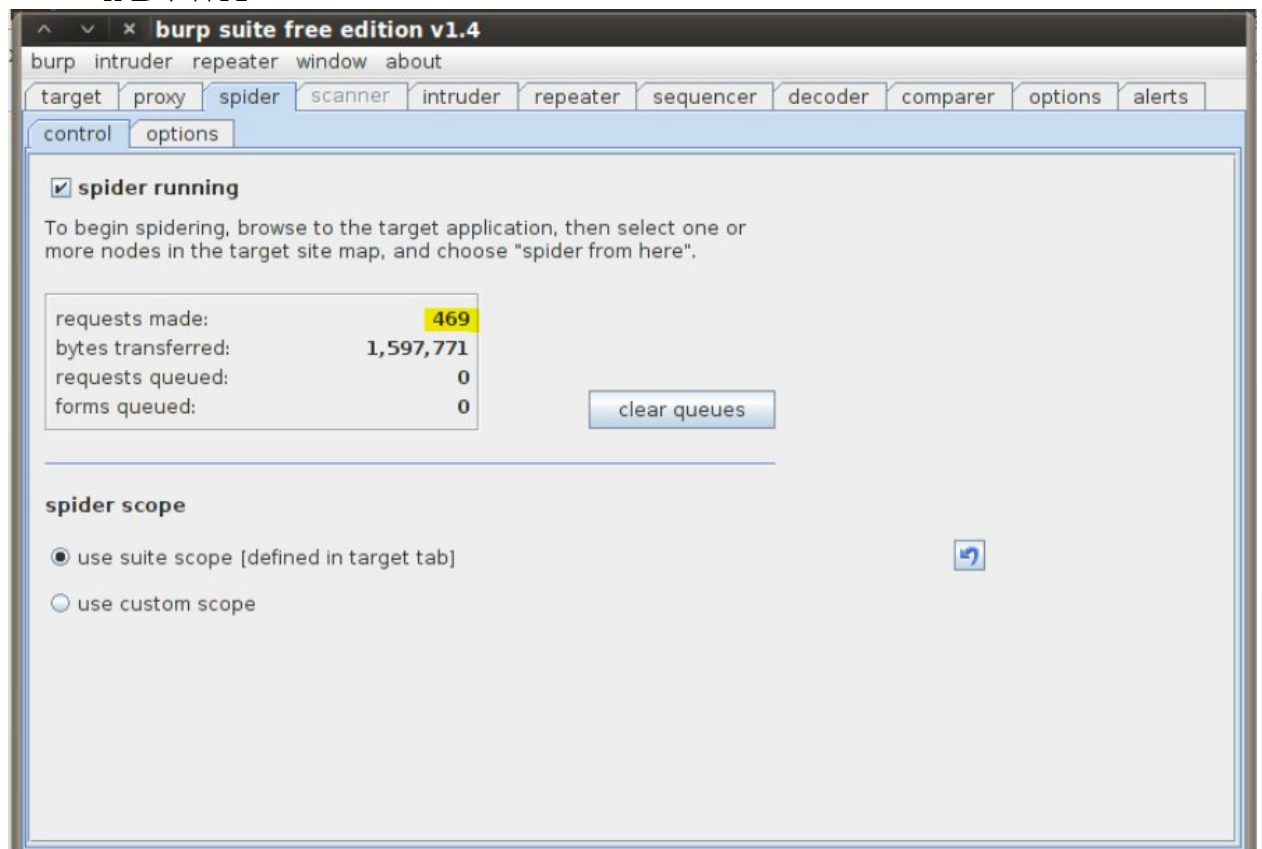 burp suite free edition v1.4
burp intruder repeater window about
target proxy spider scanner intruder repeater sequencer decoder comparer options alerts
control options
spider running
To begin spidering, browse to the target application, then select one or
more nodes in the target site map, and choose "spider from here".
requests made: 469
bytes transferred: 1,597,771
requests queued: 0
forms queued: 0
clear queues
spider scope
use suite scope [defined in target tab]
use custom scope